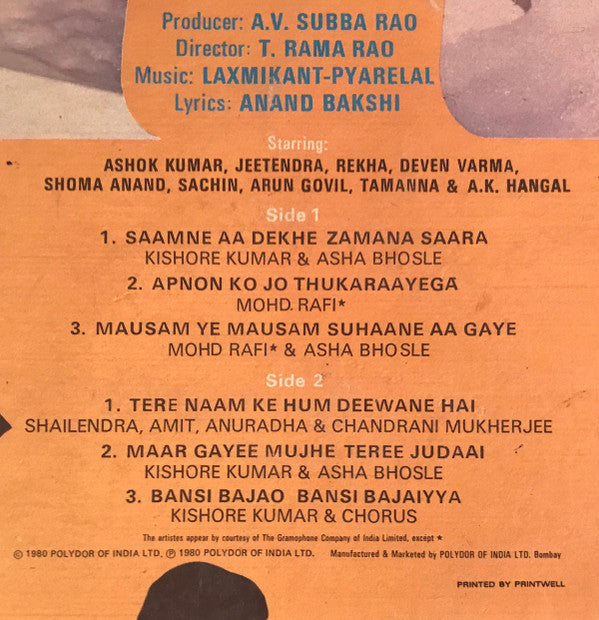 Producer: A.V. SUBBA RAO
Director: T. RAMA RAO
Music: LAXMIKANT-PYARELAL
Lyrics: ANAND BAKSHI
Starring:
ASHOK KUMAR, JEETENDRA, REKHA, DEVEN VARMA,
SHOMA ANAND, SACHIN, ARUN GOVIL, TAMANNA & A.K. HANGAL
Side 1
1. SAAMNE AA DEKHE ZAMANA SAARA
KISHORE KUMAR & ASHA BHOSLE
2. APNON KO JO THUKARAAYEGA
MOHD. RAFI*
3. MAUSAM YE MAUSAM SUHAANE AA GAYE
MOHD RAFI* & ASHA BHOSLE
Side 2
1. TERE NAAM KE HUM DEEWANE HAI
SHAILENDRA, AMIT, ANURADHA & CHANDRANI MUKHERJEE
2. MAAR GAYEE MUJHE TEREE JUDAAI
KISHORE KUMAR & ASHA BHOSLE
3. BANSI BAJAO BANSI BAJAIYYA
KISHORE KUMAR & CHORUS
The artistes appear by courtesy of The Gramophone Company of India Limited, except *
© 1980 POLYDOR OF INDIA LTD. ℗ 1980 POLYDOR OF INDIA LTD. Manufactured & Marketed by POLYDOR OF INDIA LTD. Bombay
PRINTED BY PRINTWELL